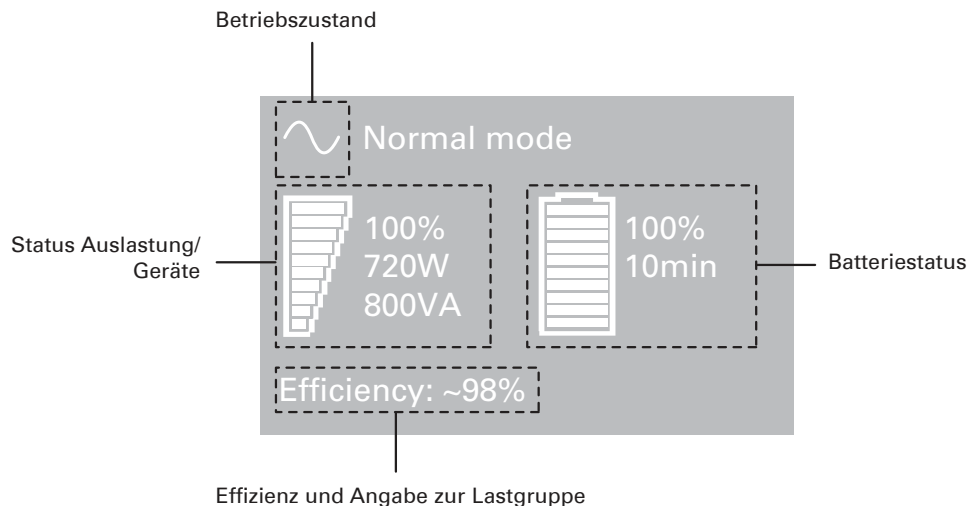 Betriebszustand
Normal mode
Status Auslastung/
Geräte
100%
720W
800VA
100%
10min
Batteriestatus
Efficiency: ~98%
Effizienz und Angabe zur Lastgruppe